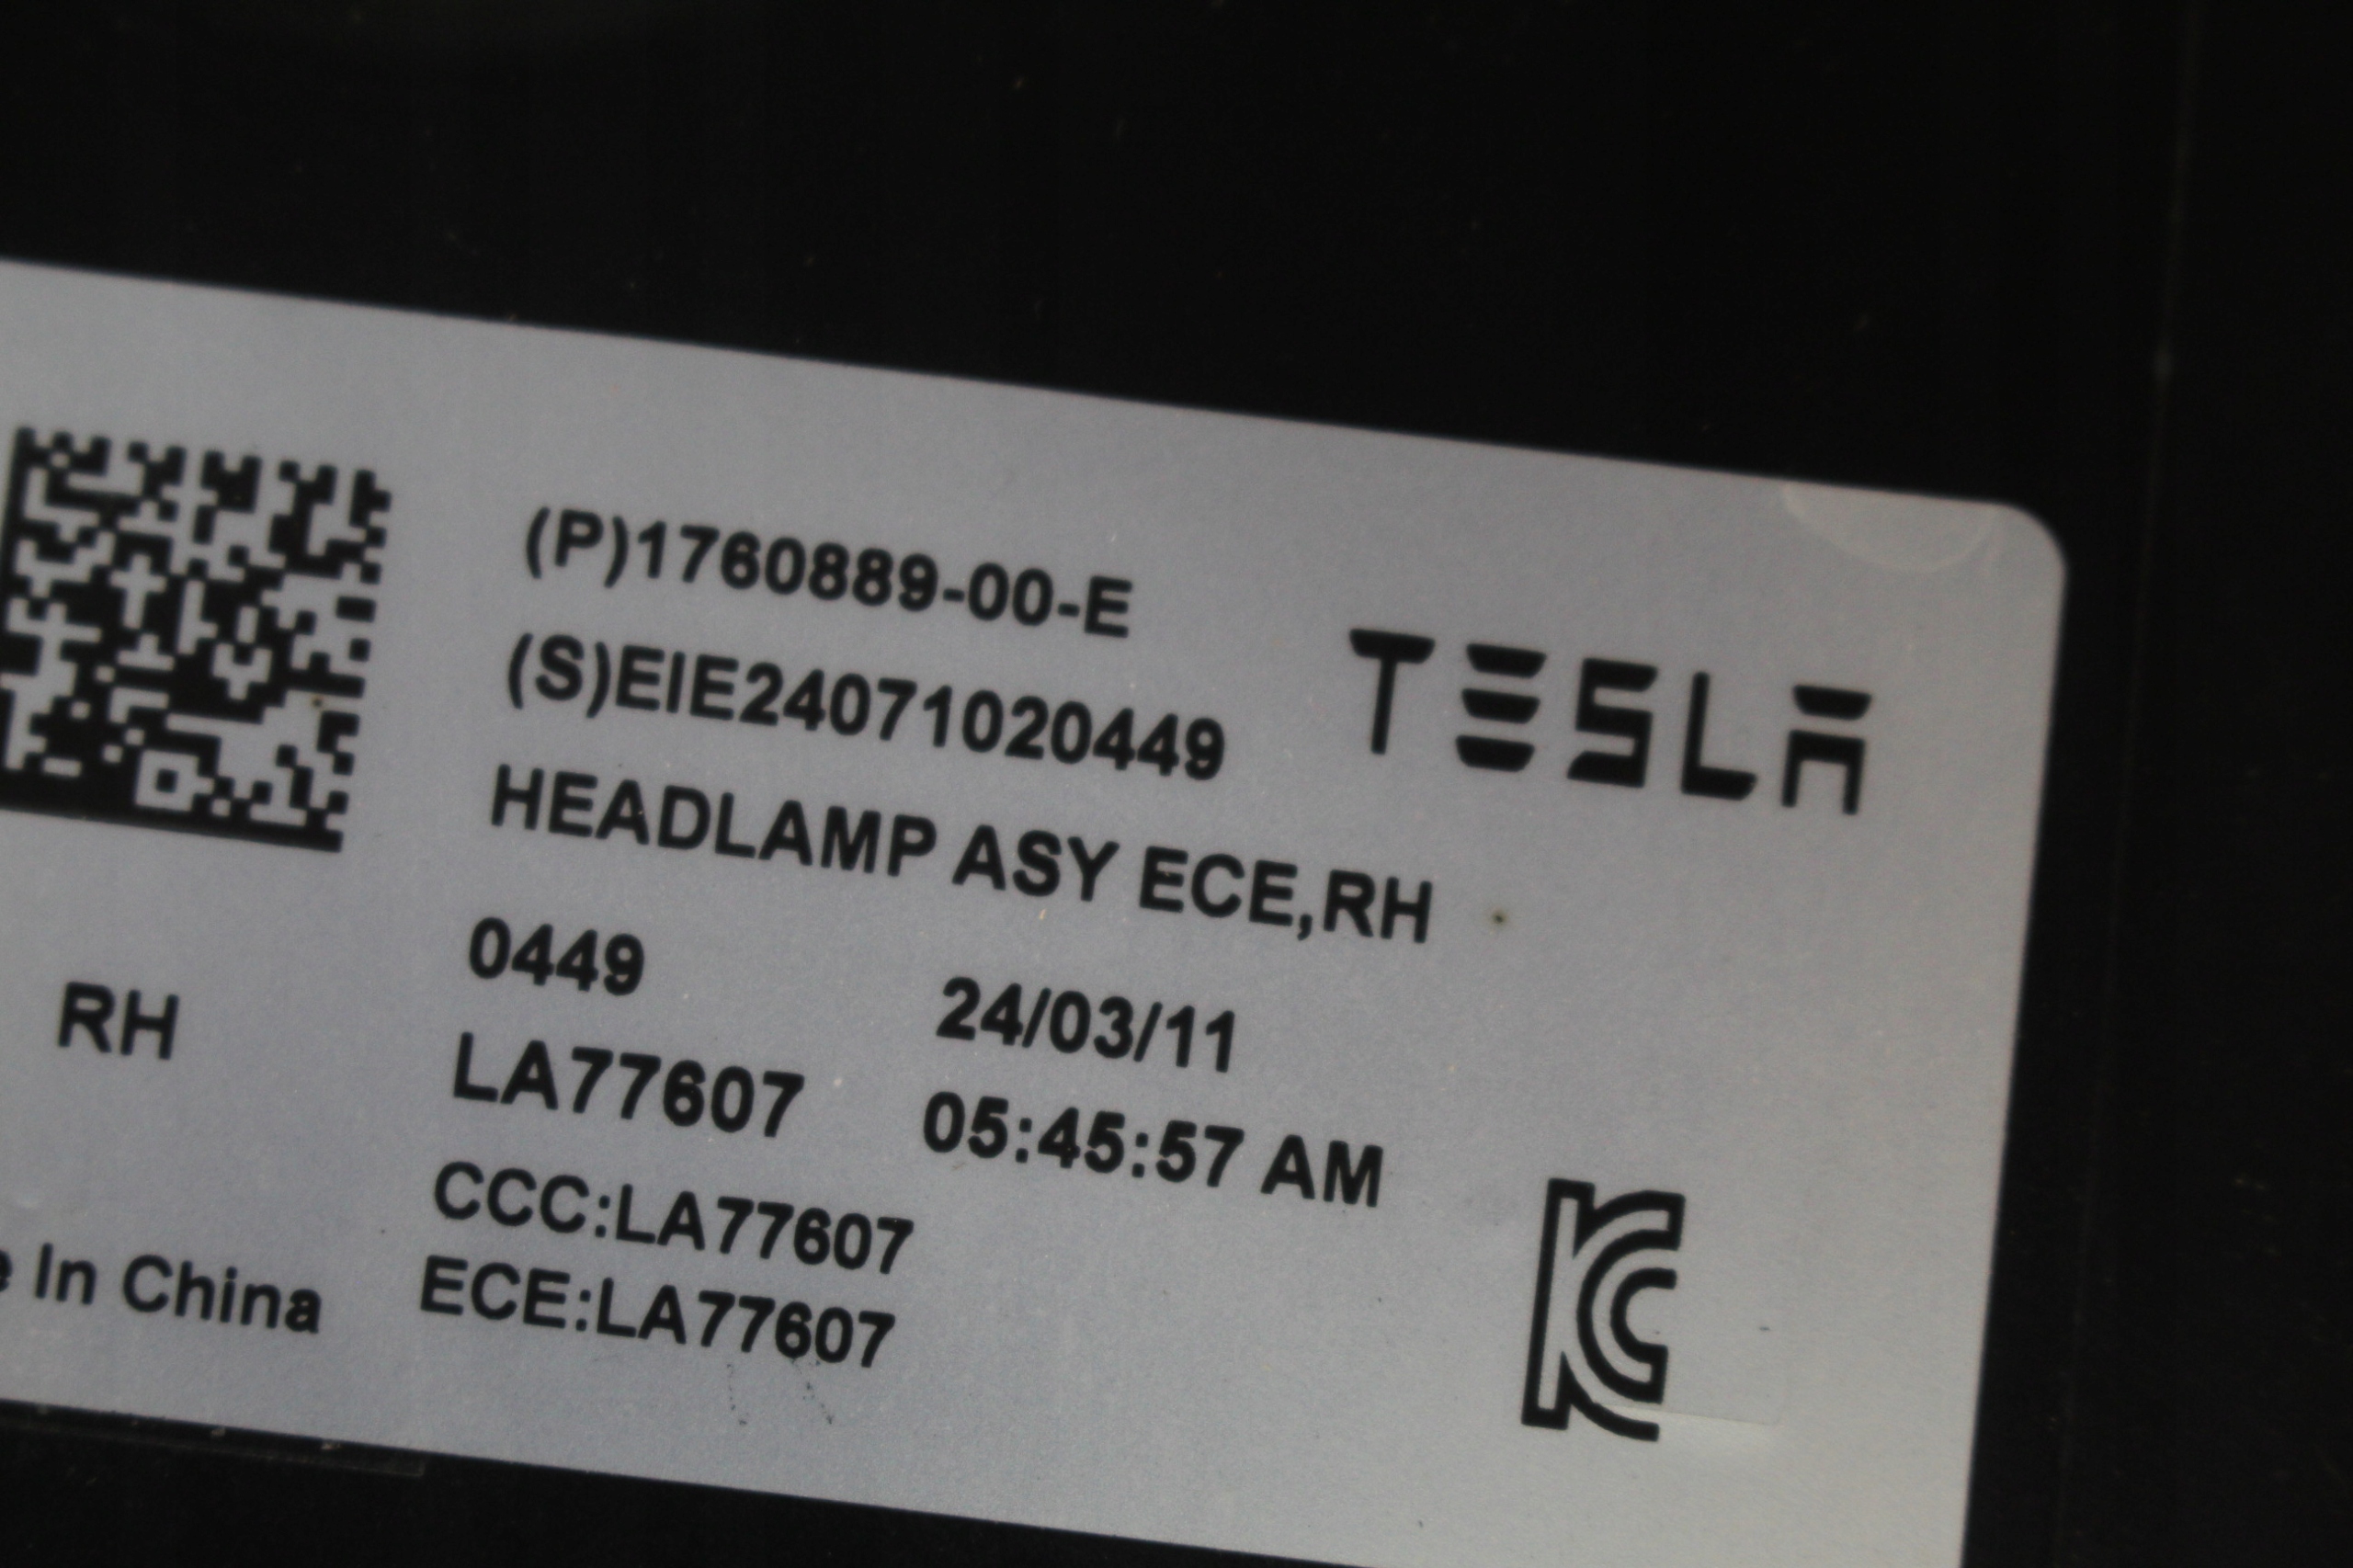 (P)1760889-00-E
(S)EIE24071020449
TESLA
HEADLAMP ASY ECE,RH
0449 24/03/11
RH
LA77607 05:45:57 AM
CCC:LA77607
ECE:LA77607
In China
KC